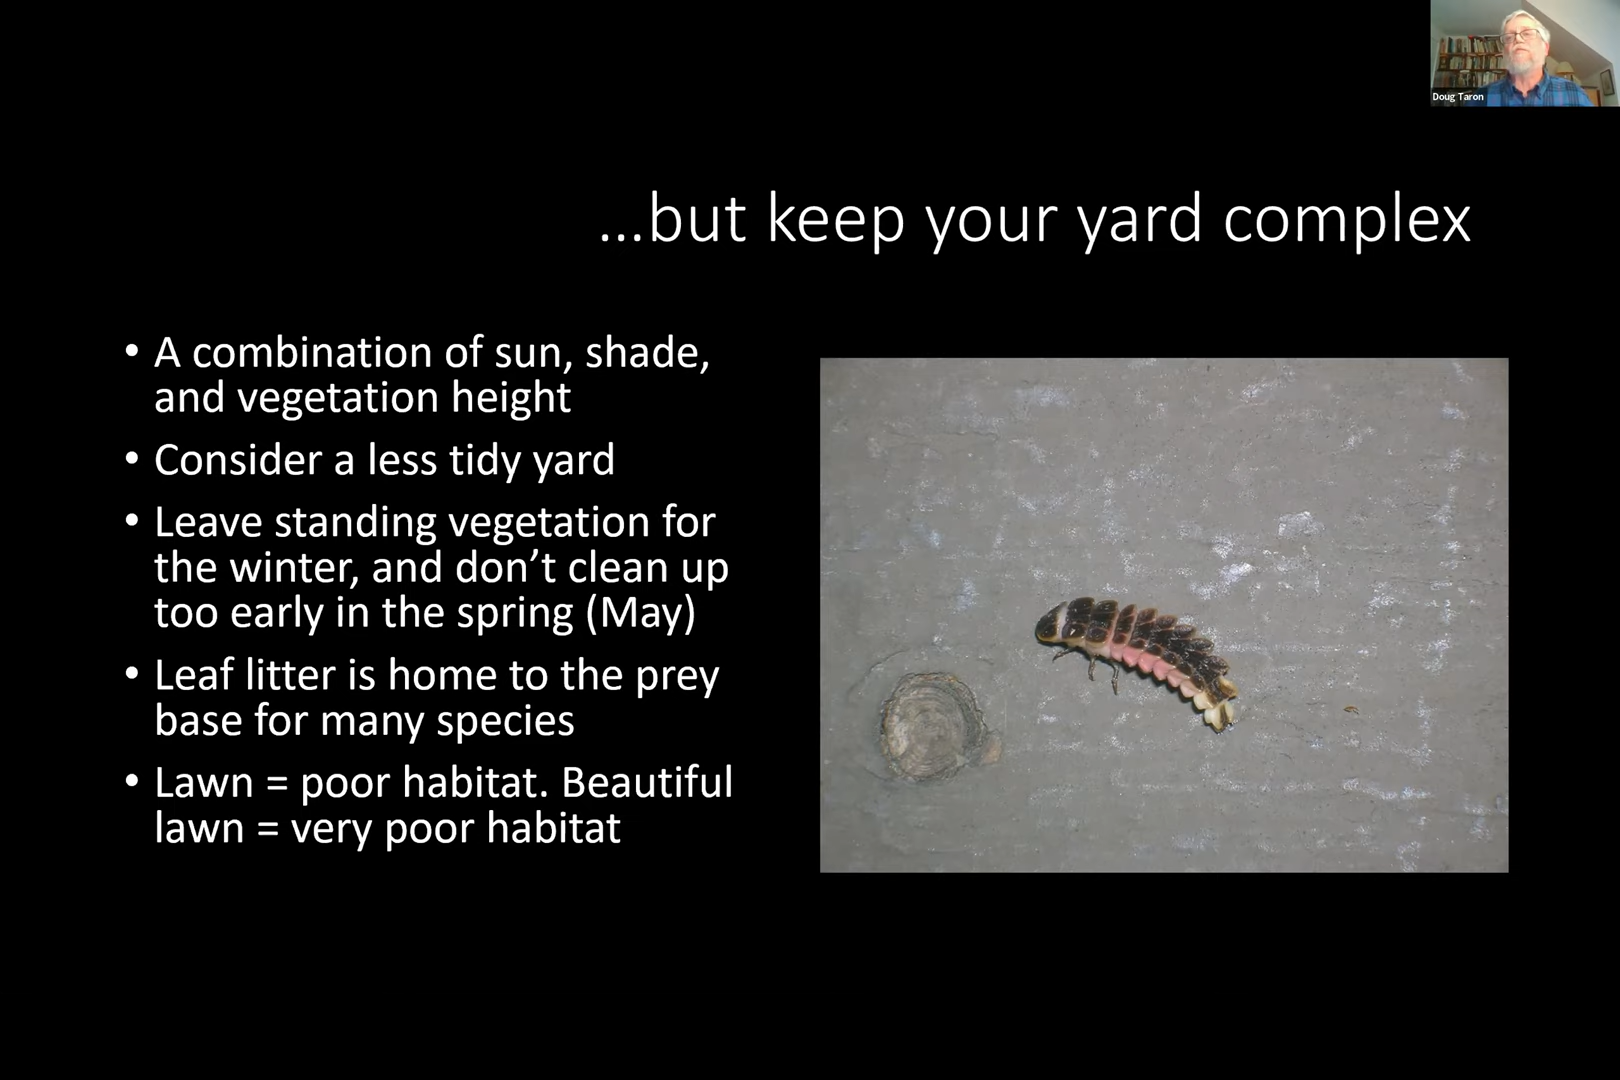 Doug Taron
...but keep your yard complex
• A combination of sun, shade,
and vegetation height
• Consider a less tidy yard
• Leave standing vegetation for
the winter, and don’t clean up
too early in the spring (May)
• Leaf litter is home to the prey
base for many species
• Lawn = poor habitat. Beautiful
lawn = very poor habitat